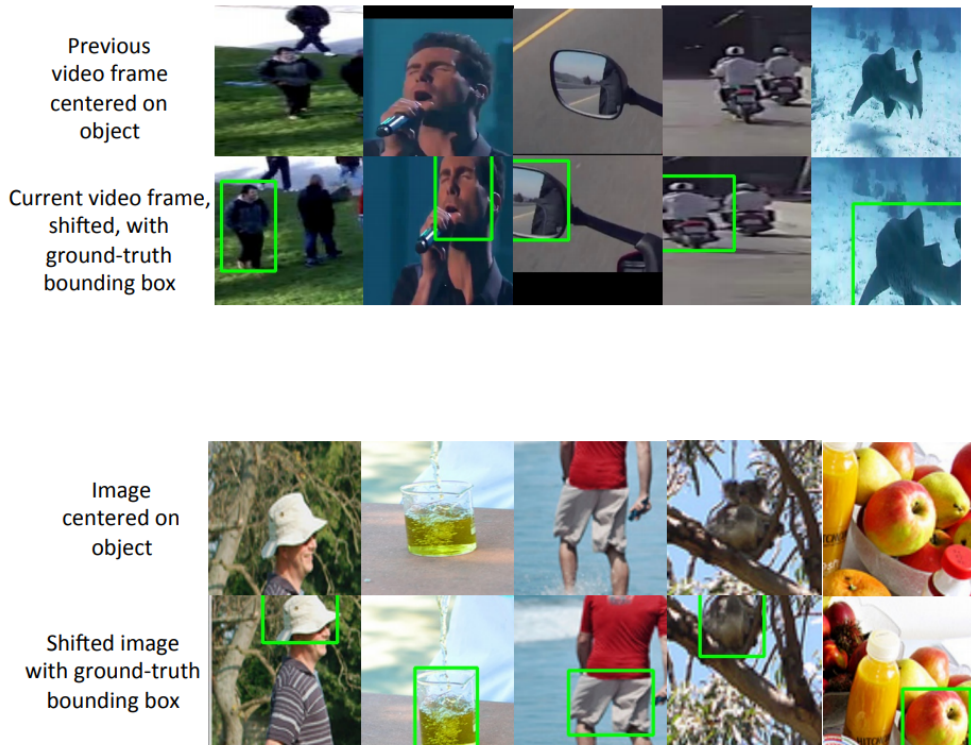 Previous
video frame
centered on
object
Current video frame,
shifted, with
ground-truth
bounding box
Image
centered on
object
Shifted image
with ground-truth
bounding box